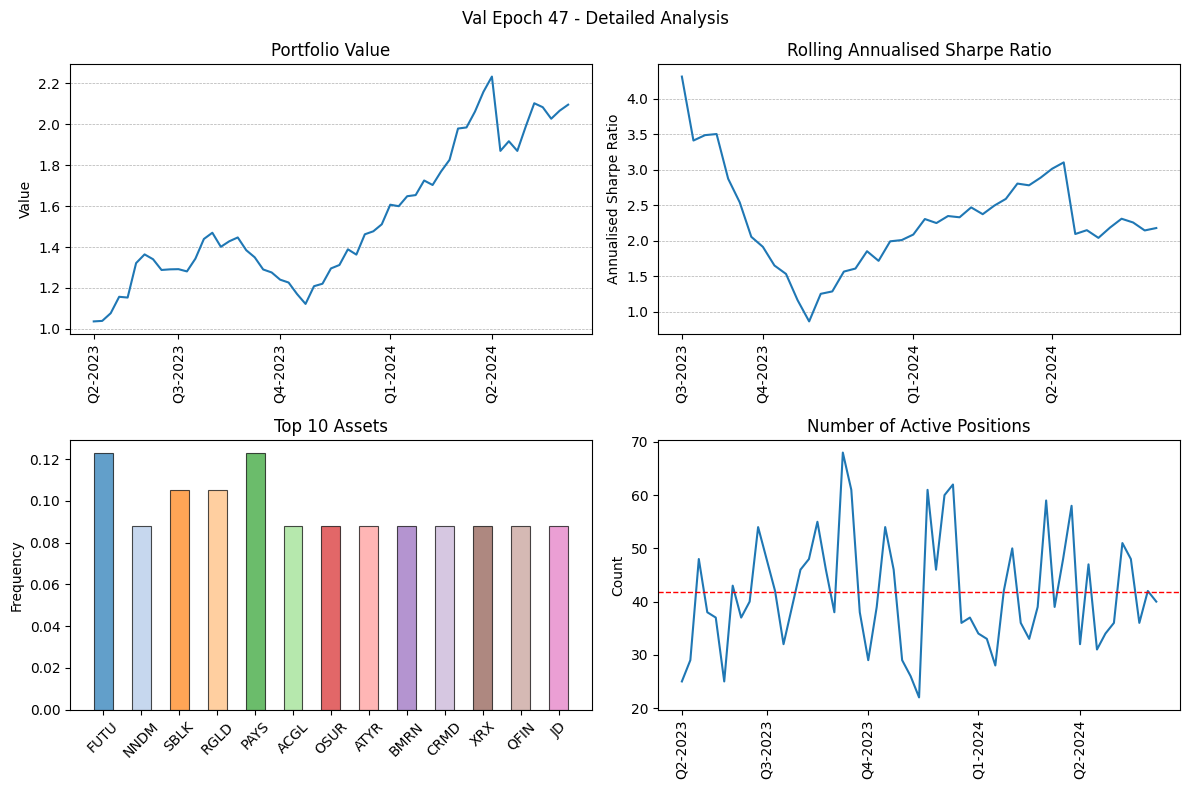 Val Epoch 47 - Detailed Analysis
Portfolio Value
Value
2.2
2.0
1.8
1.6
1.4
1.2
1.0
Q2-2023
Q3-2023
Q4-2023
Q1-2024
Q2-2024
Rolling Annualised Sharpe Ratio
Annualised Sharpe Ratio
4.0
3.5
3.0
2.5
2.0
1.5
1.0
Q3-2023
Q4-2023
Q1-2024
Q2-2024
Top 10 Assets
Frequency
0.12
0.10
0.08
0.06
0.04
0.02
0.00
FUTU
NNDM
SBLK
RGLD
PAYS
ACGL
OSUR
ATYR
BMRN
CRMD
XRX
QFIN
JD
Number of Active Positions
Count
70
60
50
40
30
20
Q2-2023
Q3-2023
Q4-2023
Q1-2024
Q2-2024